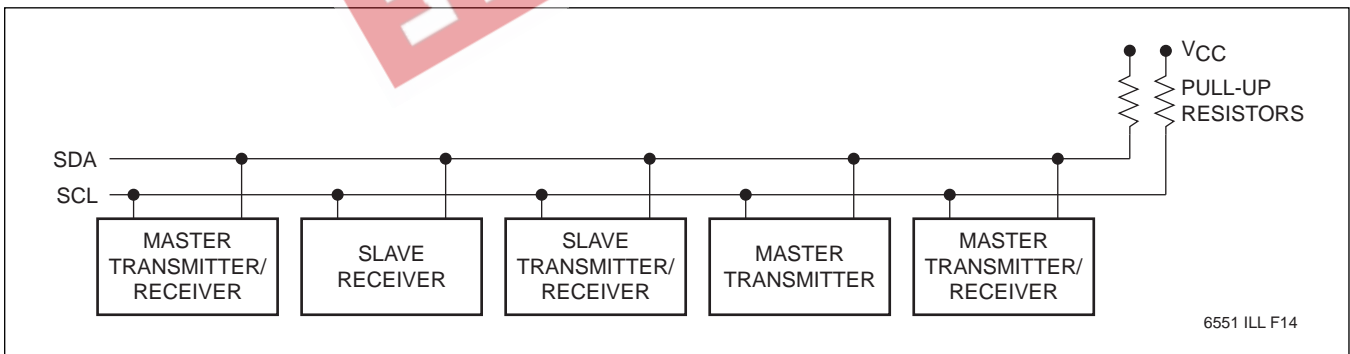 VCC
PULL-UP
RESISTORS
SDA
SCL
MASTER
TRANSMITTER/
RECEIVER
SLAVE
RECEIVER
SLAVE
TRANSMITTER/
RECEIVER
MASTER
TRANSMITTER
MASTER
TRANSMITTER/
RECEIVER
6551 ILL F14